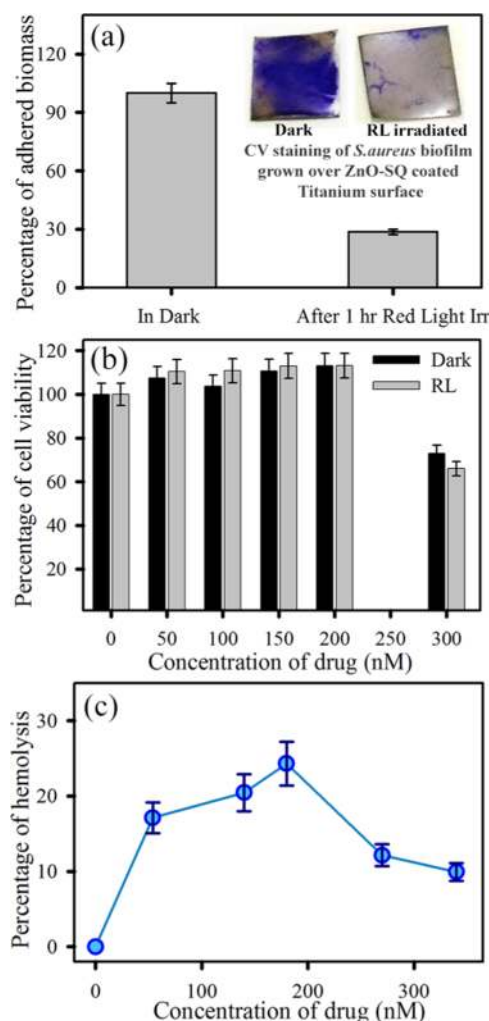 (a)
Percentage of adhered biomass
120
90
60
30
0
Dark RL irradiated
CV staining of S.aureus biofilm
grown over ZnO-SQ coated
Titanium surface
In Dark After 1 hr Red Light Irr
(b)
Percentage of cell viability
120
100
80
60
40
20
Dark
RL
0 50 100 150 200 250 300
Concentration of drug (nM)
(c)
Percentage of hemolysis
30
20
10
0
0 100 200 300
Concentration of drug (nM)